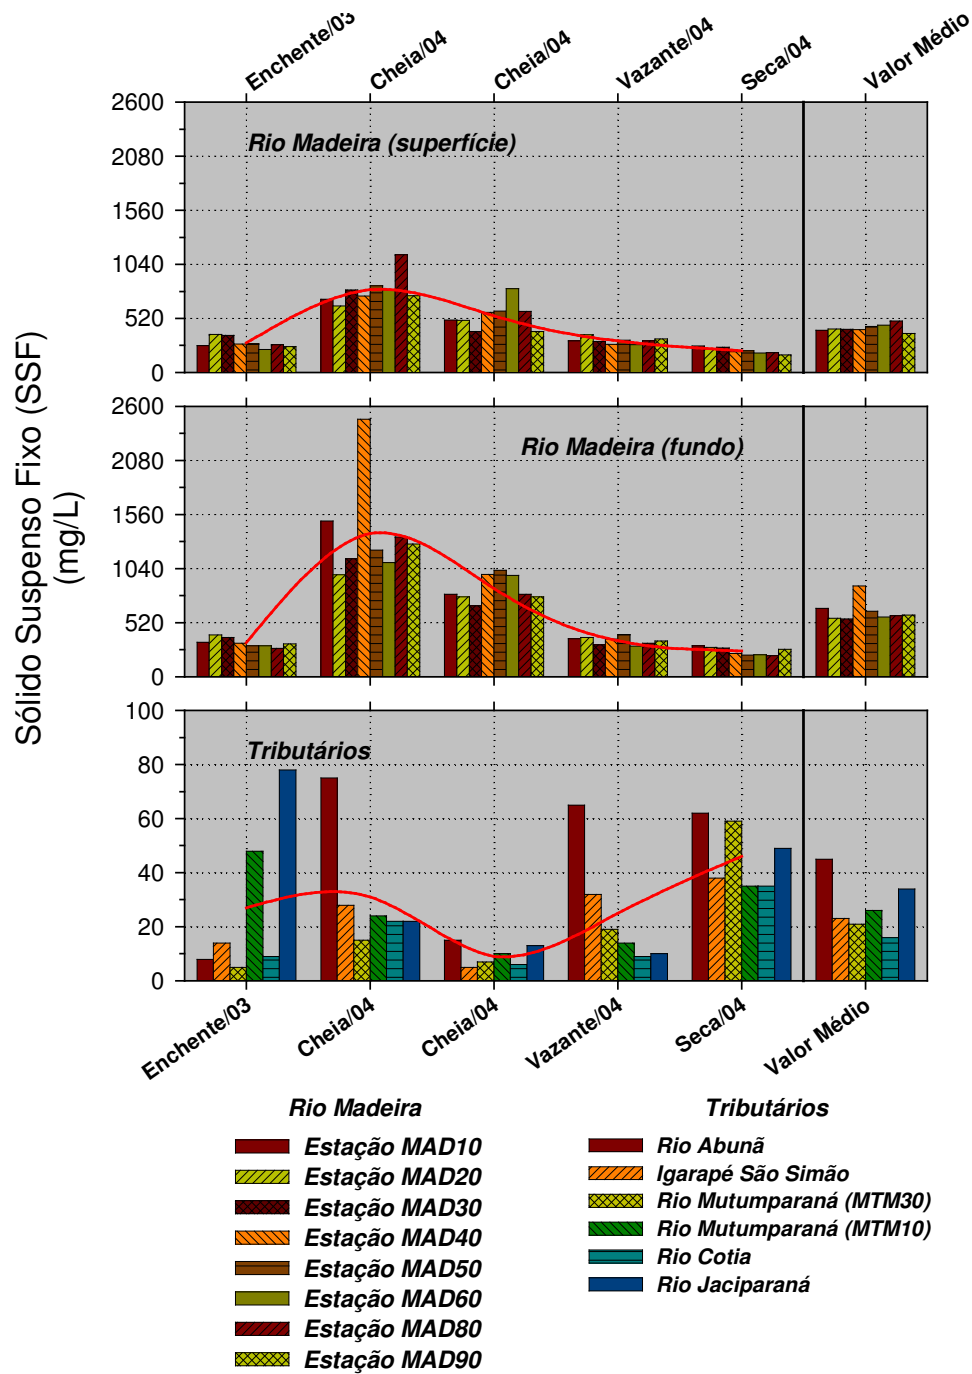 Enchente/03
Cheia/04
Cheia/04
Vazante/04
Seca/04
Valor Médio
Sólido Suspenso Fixo (SSF)
(mg/L)
2600
2080
1560
1040
520
0
Rio Madeira (superfície)
2600
2080
1560
1040
520
0
Rio Madeira (fundo)
100
80
60
40
20
0
Tributários
Enchente/03
Cheia/04
Cheia/04
Vazante/04
Seca/04
Valor Médio
Rio Madeira
Estação MAD10
Estação MAD20
Estação MAD30
Estação MAD40
Estação MAD50
Estação MAD60
Estação MAD80
Estação MAD90
Tributários
Rio Abunã
Igarapé São Simão
Rio Mutumparaná (MTM30)
Rio Mutumparaná (MTM10)
Rio Cotia
Rio Jaciparaná